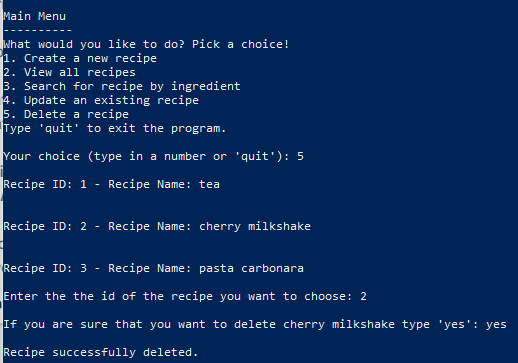 Main Menu
----------
What would you like to do? Pick a choice!
1. Create a new recipe
2. View all recipes
3. Search for recipe by ingredient
4. Update an existing recipe
5. Delete a recipe
Type 'quit' to exit the program.
Your choice (type in a number or 'quit'): 5
Recipe ID: 1 - Recipe Name: tea
Recipe ID: 2 - Recipe Name: cherry milkshake
Recipe ID: 3 - Recipe Name: pasta carbonara
Enter the the id of the recipe you want to choose: 2
If you are sure that you want to delete cherry milkshake type 'yes': yes
Recipe successfully deleted.